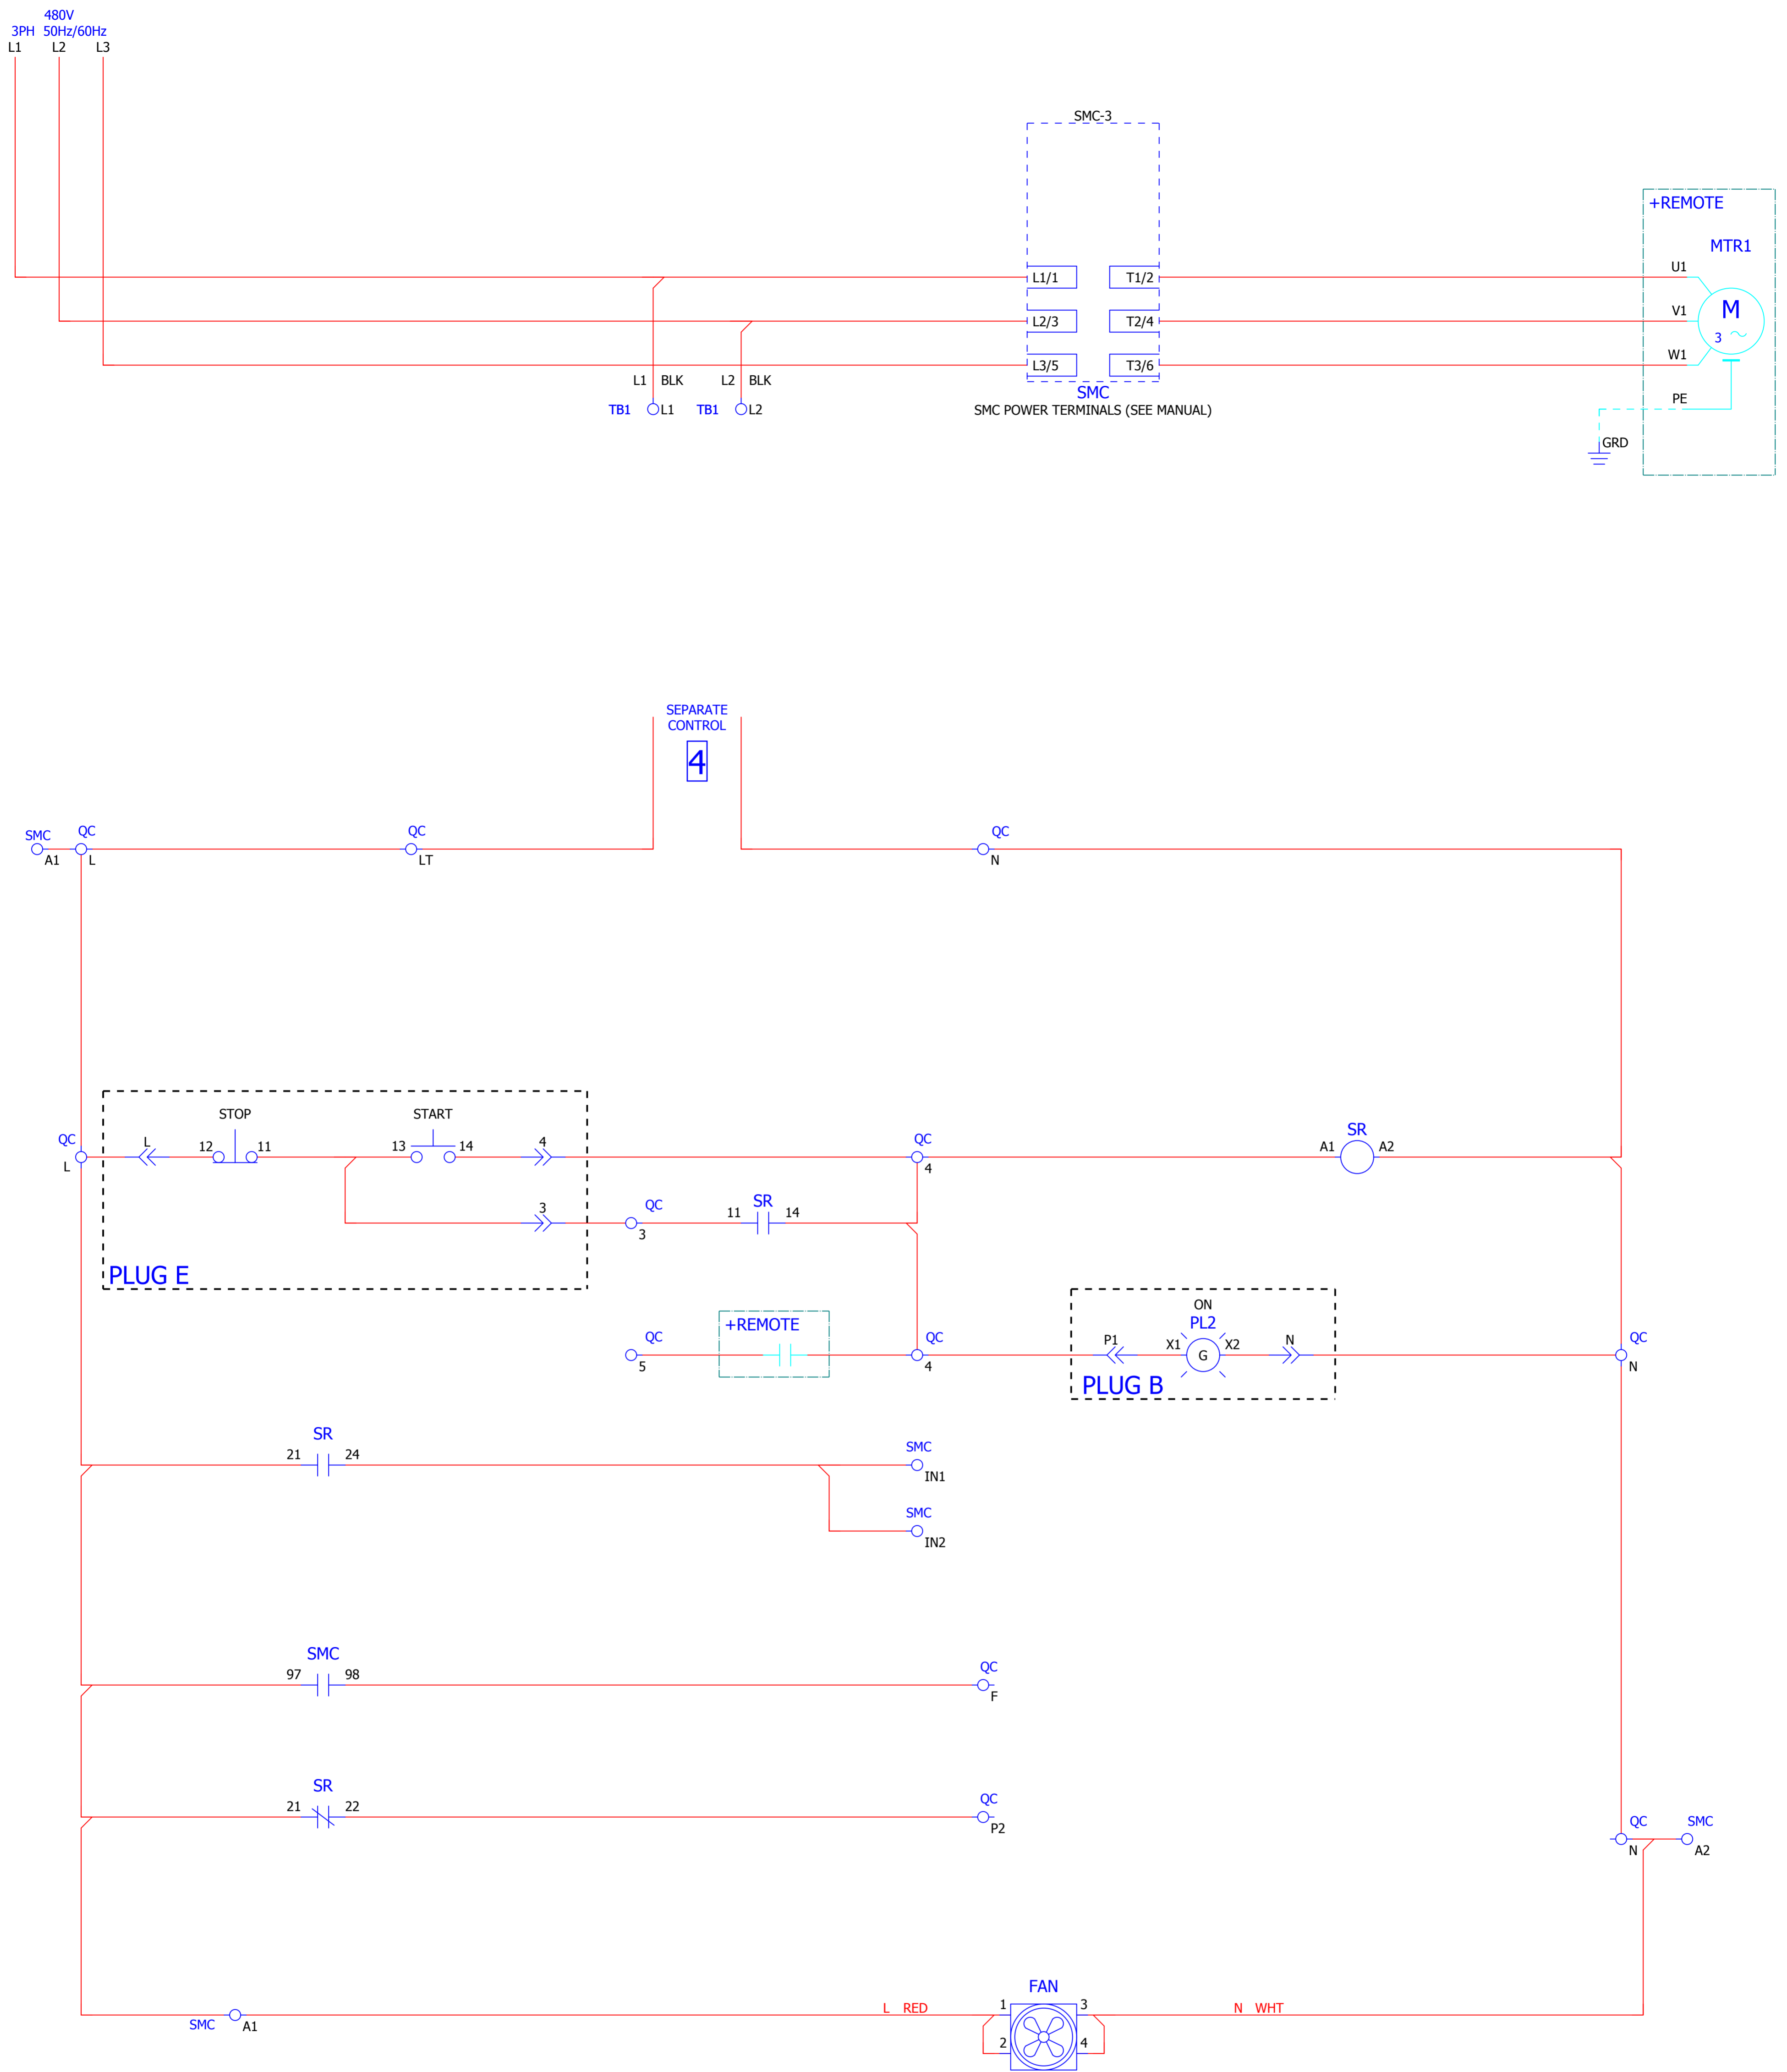 480V
3PH 50Hz/60Hz
L1 L2 L3
SMC-3
+REMOTE
MTR1
L1/1 T1/2 U1
L2/3 T2/4 V1
M
3
L3/5 T3/6 W1
L1 BLK L2 BLK
SMC
PE
TB1 L1 TB1 L2
SMC POWER TERMINALS (SEE MANUAL)
GRD
SEPARATE
CONTROL
4
SMC QC QC QC
A1 L LT N
STOP START
QC L 12 11 13 14 4 QC SR
A1 A2
L 4
3 QC 11 SR 14
3
PLUG E
ON
+REMOTE
PL2
QC QC P1 X1 G X2 N QC
5 4 N
PLUG B
SR SMC
21 24
IN1
SMC
IN2
SMC
97 98 QC
F
SR
21 22 QC
P2
QC SMC
N A2
FAN
L RED 1 3 N WHT
SMC A1
2 4